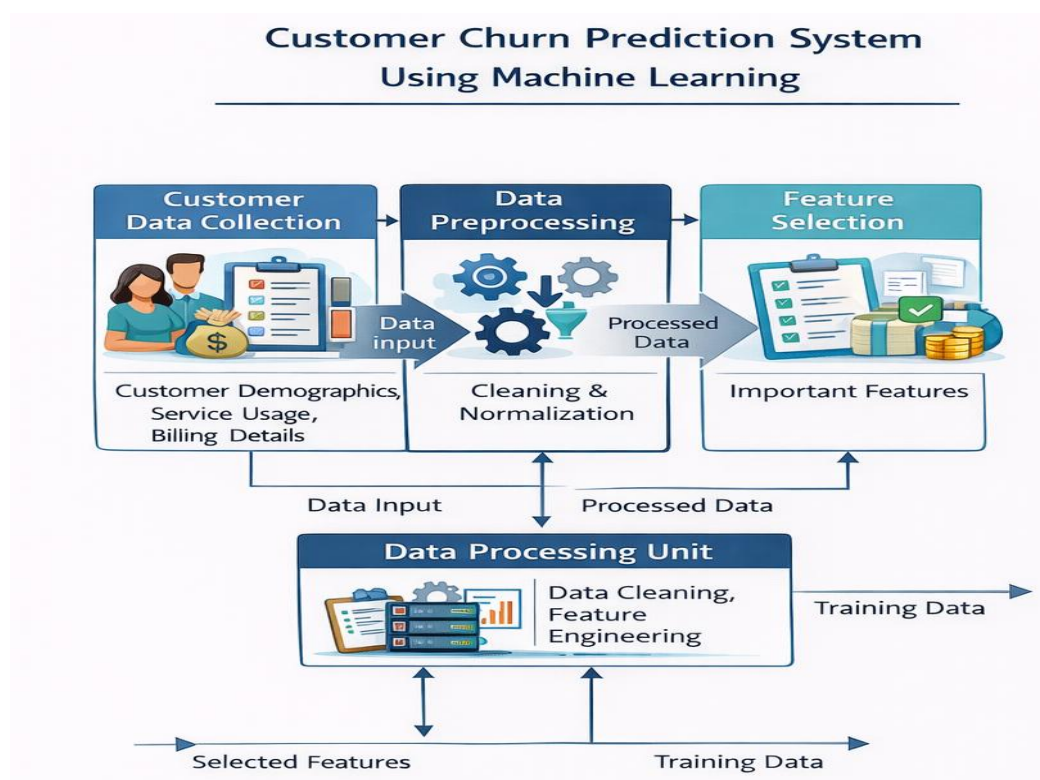 Customer Churn Prediction System
Using Machine Learning
Customer
Data Collection
Data
Preprocessing
Feature
Selection
$
Data
input
Processed
Data
Customer Demographics,
Service Usage,
Billing Details
Cleaning &
Normalization
Important Features
Data Input
Processed Data
Data Processing Unit
Data Cleaning,
Feature
Engineering
Training Data
Selected Features
Training Data